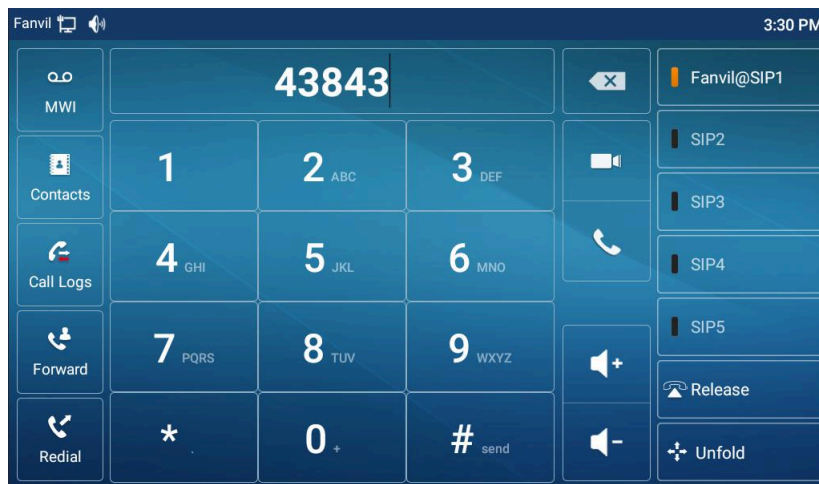 Fanvil
3:30 PM
MWI
Contacts
Call Logs
Forward
Redial
43843
1
2 ABC
3 DEF
4 GHI
5 JKL
6 MNO
7 PQRS
8 TUV
9 WXYZ
* .
0 +
# send
+
-
Fanvil@SIP1
SIP2
SIP3
SIP4
SIP5
Release
Unfold